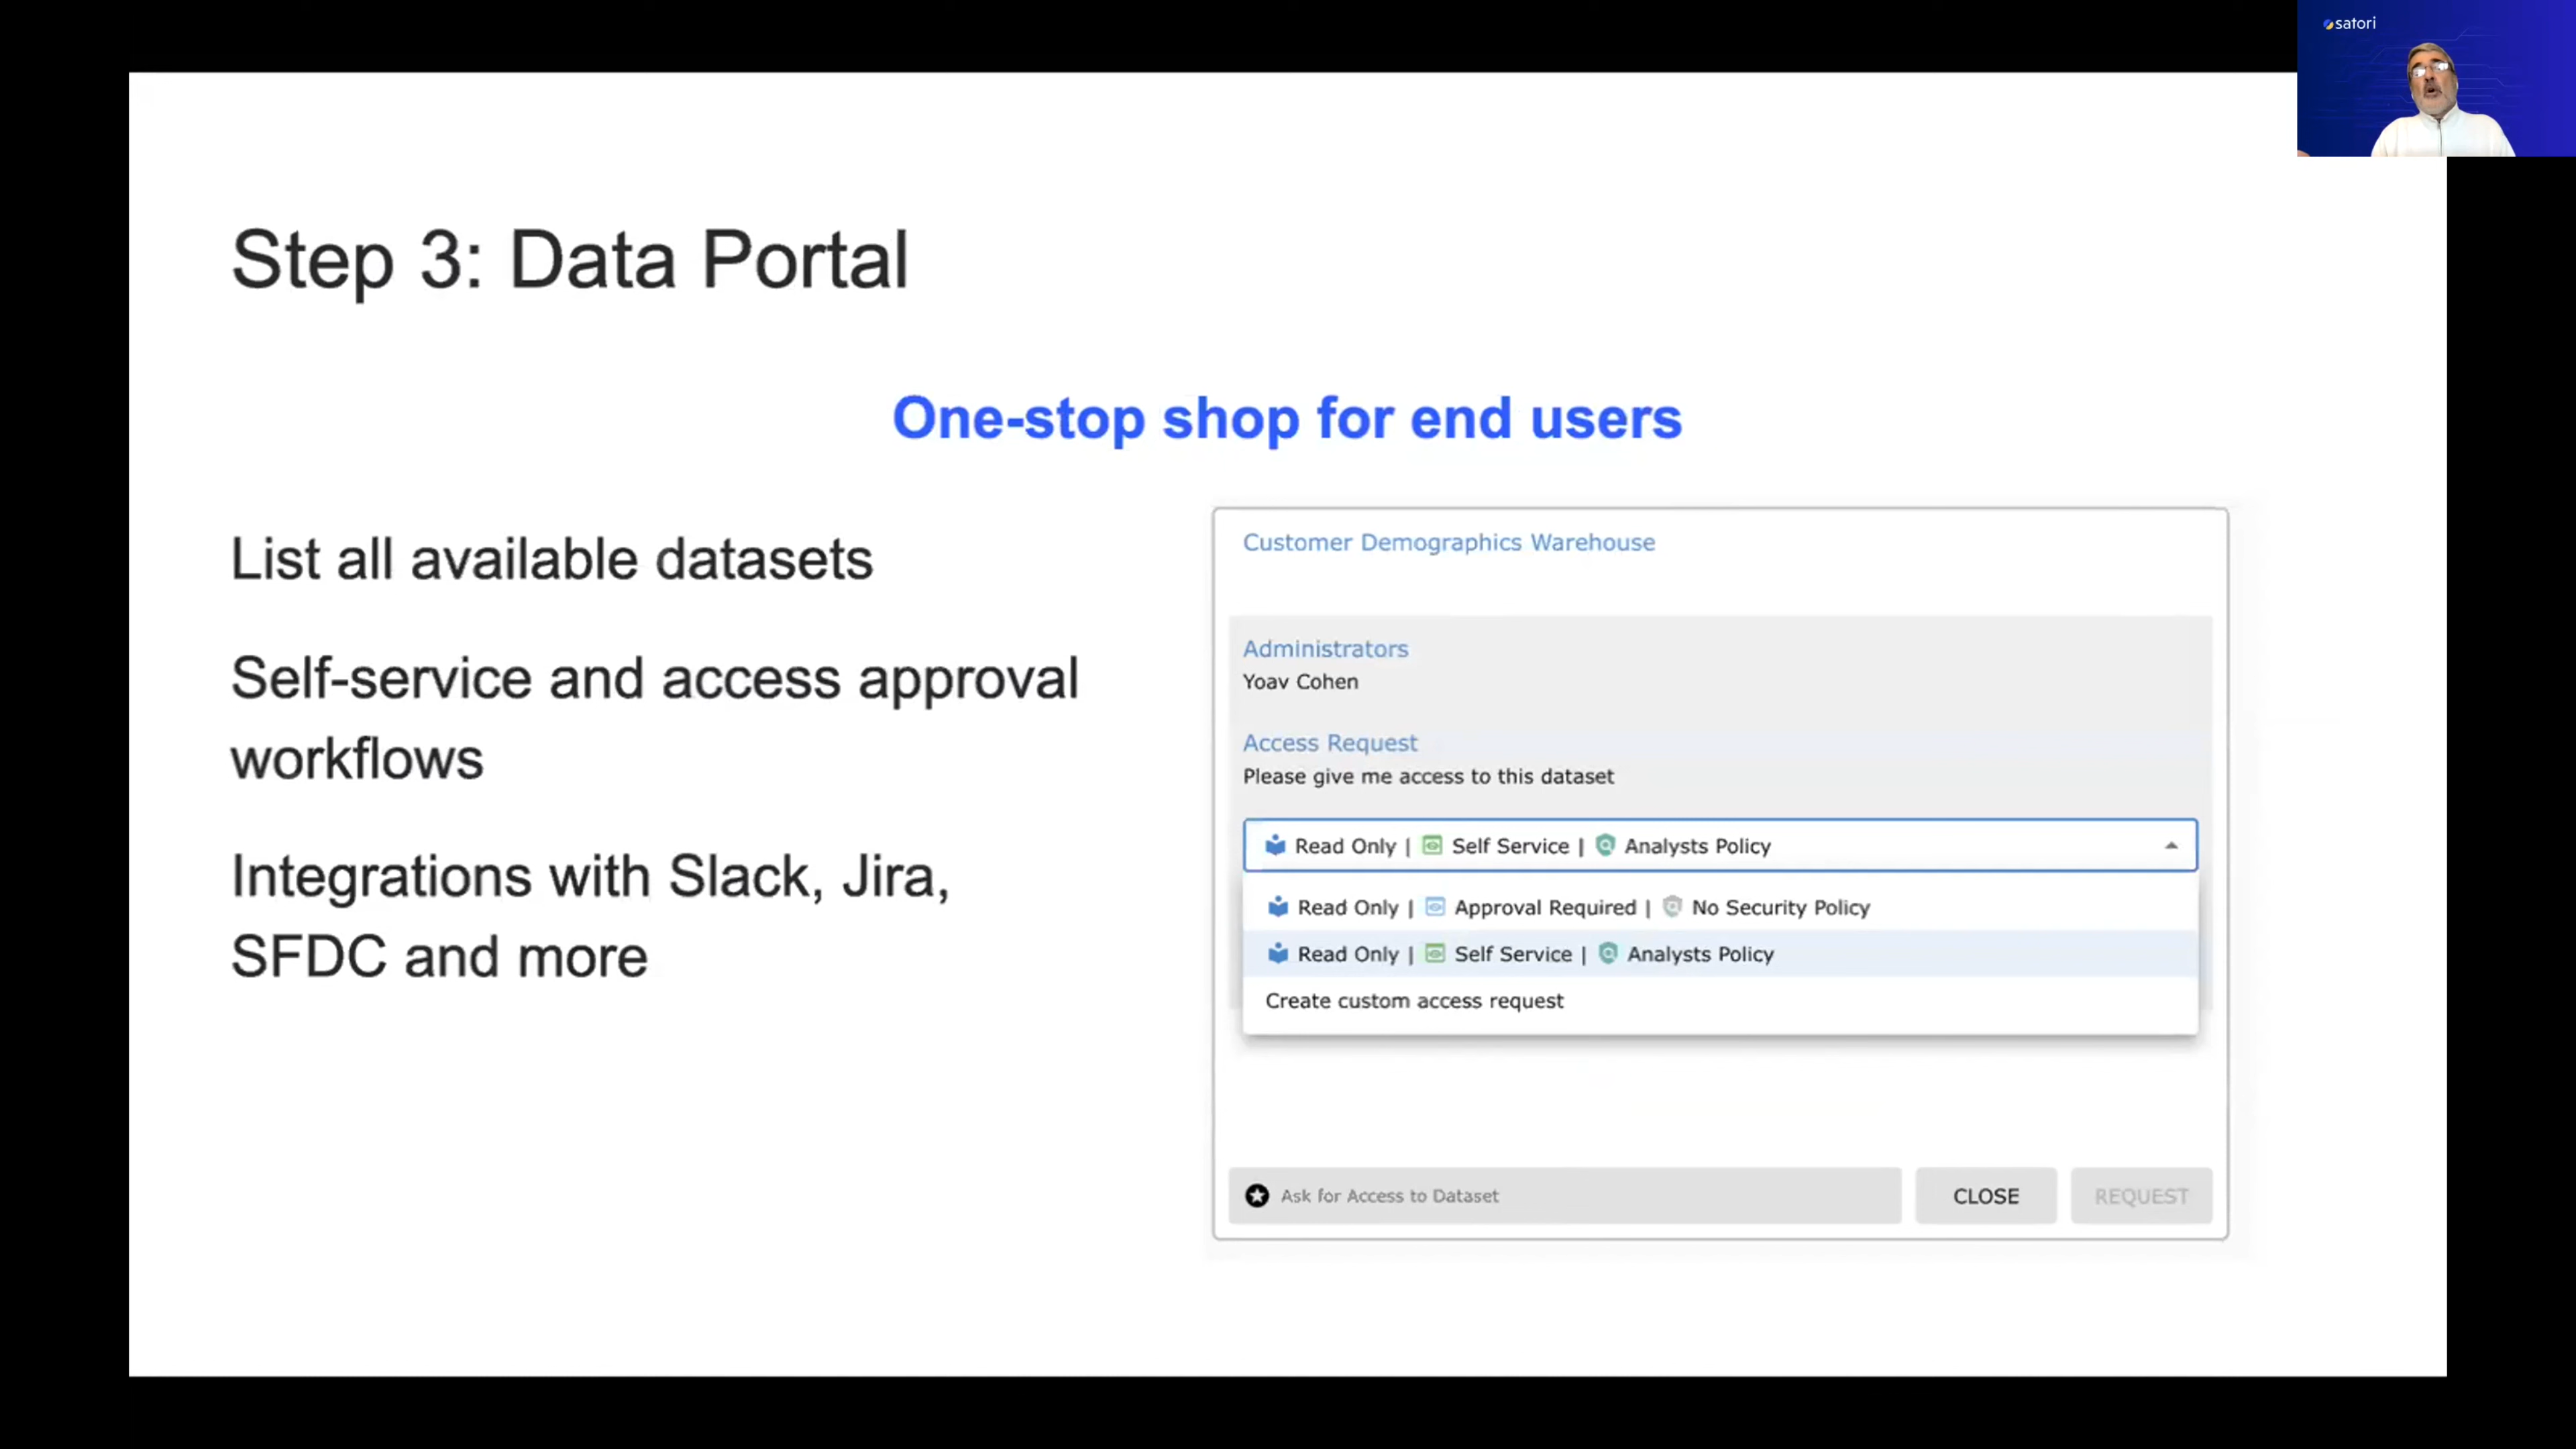 satori
Step 3: Data Portal
One-stop shop for end users
List all available datasets
Self-service and access approval
workflows
Integrations with Slack, Jira,
SFDC and more
Customer Demographics Warehouse
Administrators
Yoav Cohen
Access Request
Please give me access to this dataset
Read Only | Self Service | Analysts Policy
Read Only | Approval Required | No Security Policy
Read Only | Self Service | Analysts Policy
Create custom access request
Ask for Access to Dataset CLOSE REQUEST